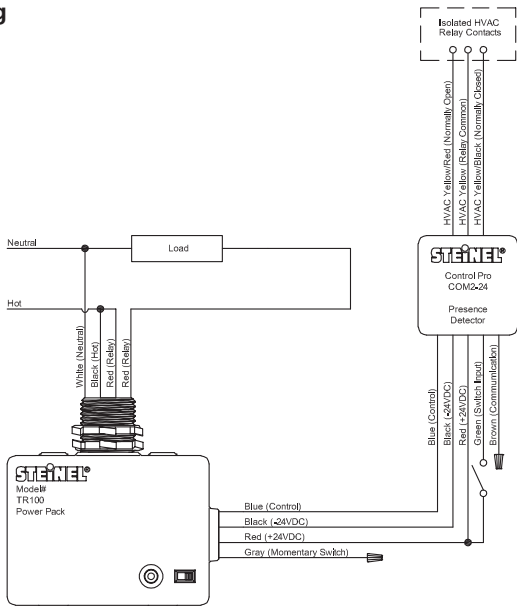 g
Isolated HVAC
Relay Contacts
HVAC Yellow/Red (Normally Open)
HVAC Yellow (Relay Common)
HVAC Yellow/Black (Normally Closed)
STEINEL®
Control Pro
COM2-24
Presence
Detector
Neutral
Load
Hot
White (Neutral)
Black (Hot)
Red (Relay)
Red (Relay)
Blue (Control)
Black (-24VDC)
Red (+24VDC)
Green (Switch Input)
Brown (Communication)
STEINEL®
Model#
TR100
Power Pack
Blue (Control)
Black (-24VDC)
Red (+24VDC)
Gray (Momentary Switch)